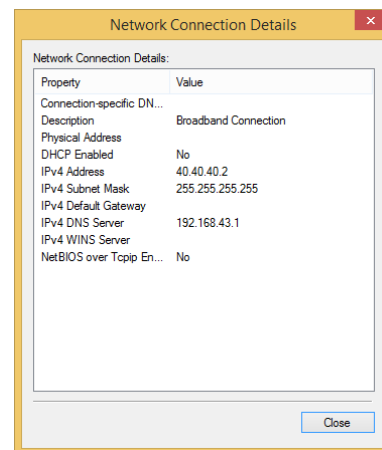 Network Connection Details
Network Connection Details:
Property Value
Connection-specific DN...
Description Broadband Connection
Physical Address
DHCP Enabled No
IPv4 Address 40.40.40.2
IPv4 Subnet Mask 255.255.255.255
IPv4 Default Gateway
IPv4 DNS Server 192.168.43.1
IPv4 WINS Server
NetBIOS over Tcpip En... No
Close